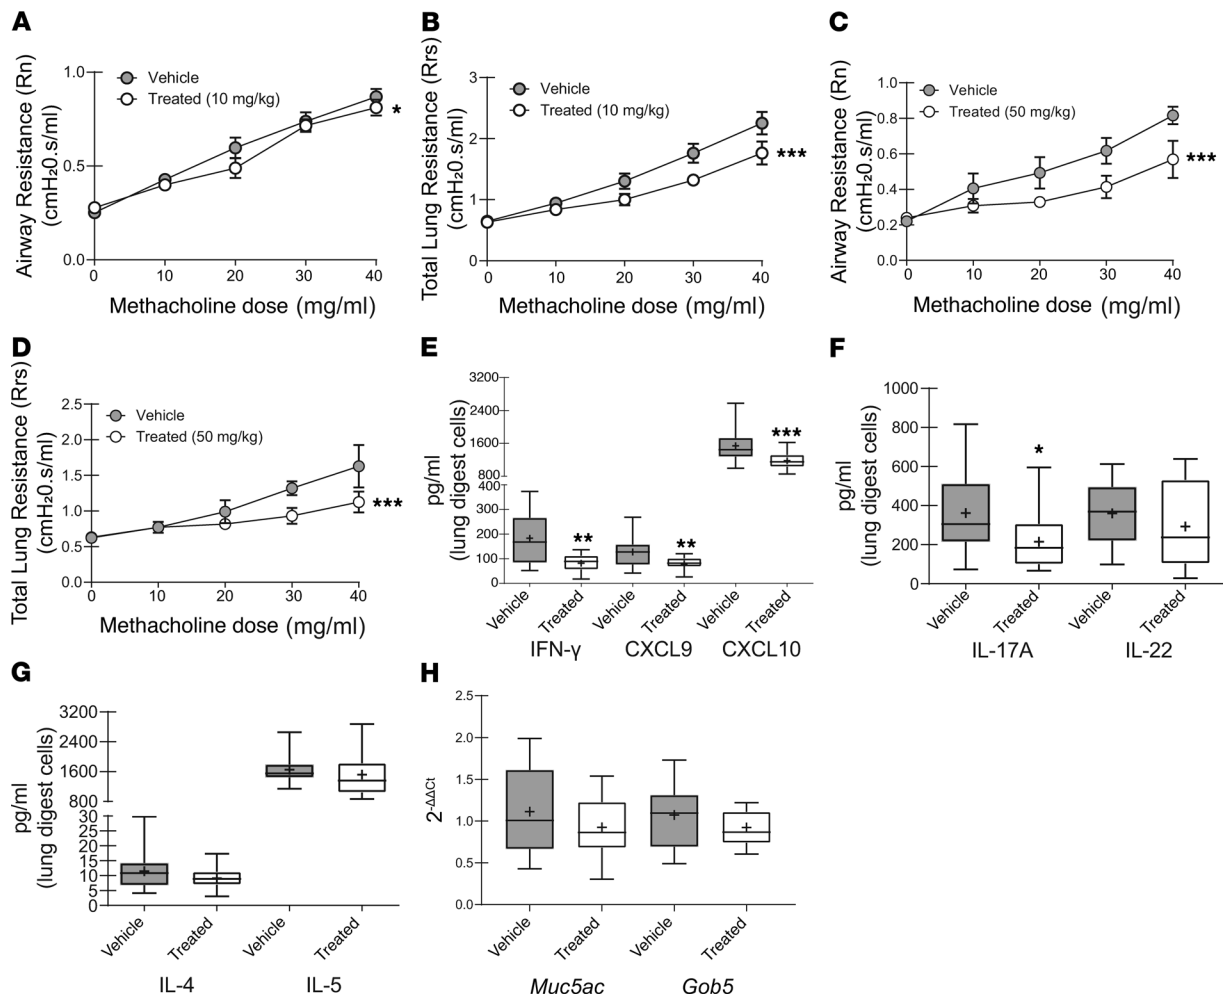 A
Airway Resistance (Rn)
(cmH₂0.s/ml)
1.0
0.5
0.0
Vehicle
Treated (10 mg/kg)
*
0 10 20 30 40
Methacholine dose (mg/ml)
B
Total Lung Resistance (Rrs)
(cmH₂0.s/ml)
3
2
1
0
Vehicle
Treated (10 mg/kg)
***
0 10 20 30 40
Methacholine dose (mg/ml)
C
Airway Resistance (Rn)
(cmH₂0.s/ml)
1.0
0.8
0.6
0.4
0.2
0.0
Vehicle
Treated (50 mg/kg)
***
0 10 20 30 40
Methacholine dose (mg/ml)
D
Total Lung Resistance (Rrs)
(cmH₂0.s/ml)
2.5
2.0
1.5
1.0
0.5
0.0
Vehicle
Treated (50 mg/kg)
***
0 10 20 30 40
Methacholine dose (mg/ml)
E
pg/ml
(lung digest cells)
3200
2400
1600
800
400
300
200
100
0
**
**
***
Vehicle Treated Vehicle Treated Vehicle Treated
IFN-γ CXCL9 CXCL10
F
pg/ml
(lung digest cells)
1000
800
600
400
200
0
*
Vehicle Treated Vehicle Treated
IL-17A IL-22
G
pg/ml
(lung digest cells)
3200
2400
1600
800
30
25
20
15
10
5
0
Vehicle Treated Vehicle Treated
IL-4 IL-5
H
2-ΔΔCt
2.5
2.0
1.5
1.0
0.5
0.0
Vehicle Treated Vehicle Treated
Muc5ac Gob5